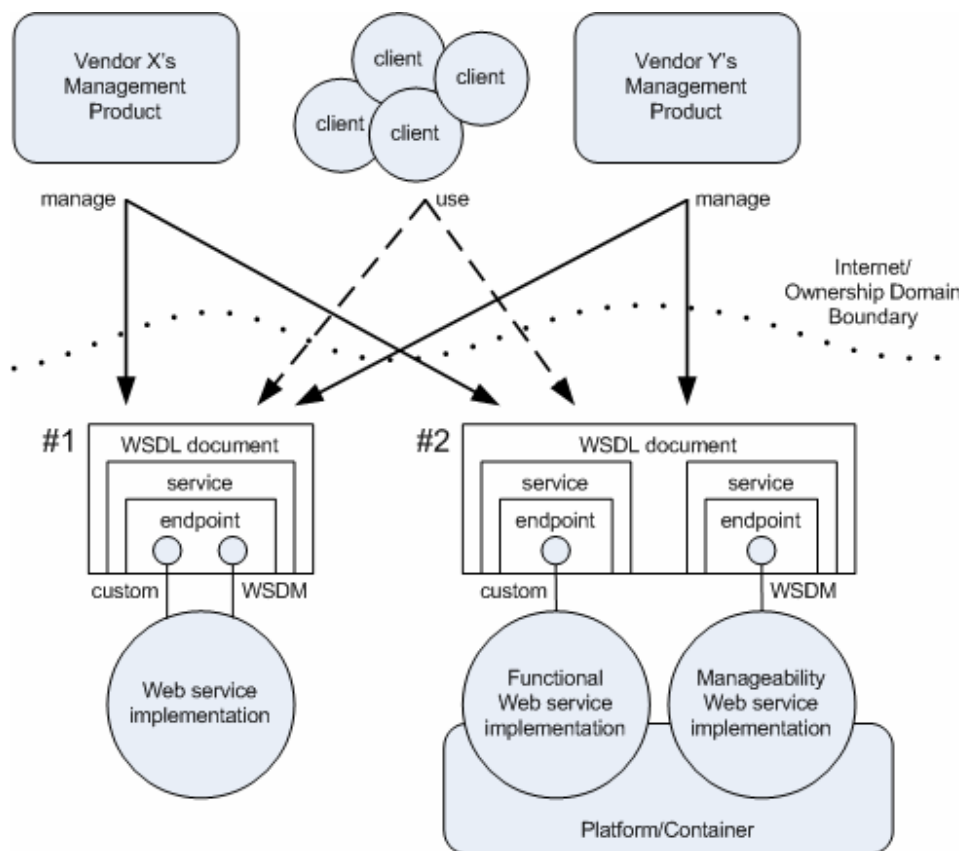 Vendor X's
Management
Product
client
client
client
client
Vendor Y's
Management
Product
manage
use
manage
Internet/
Ownership Domain
Boundary
#1
WSDL document
service
endpoint
custom
WSDM
Web service
implementation
#2
WSDL document
service
endpoint
service
endpoint
custom
WSDM
Functional
Web service
implementation
Manageability
Web service
implementation
Platform/Container